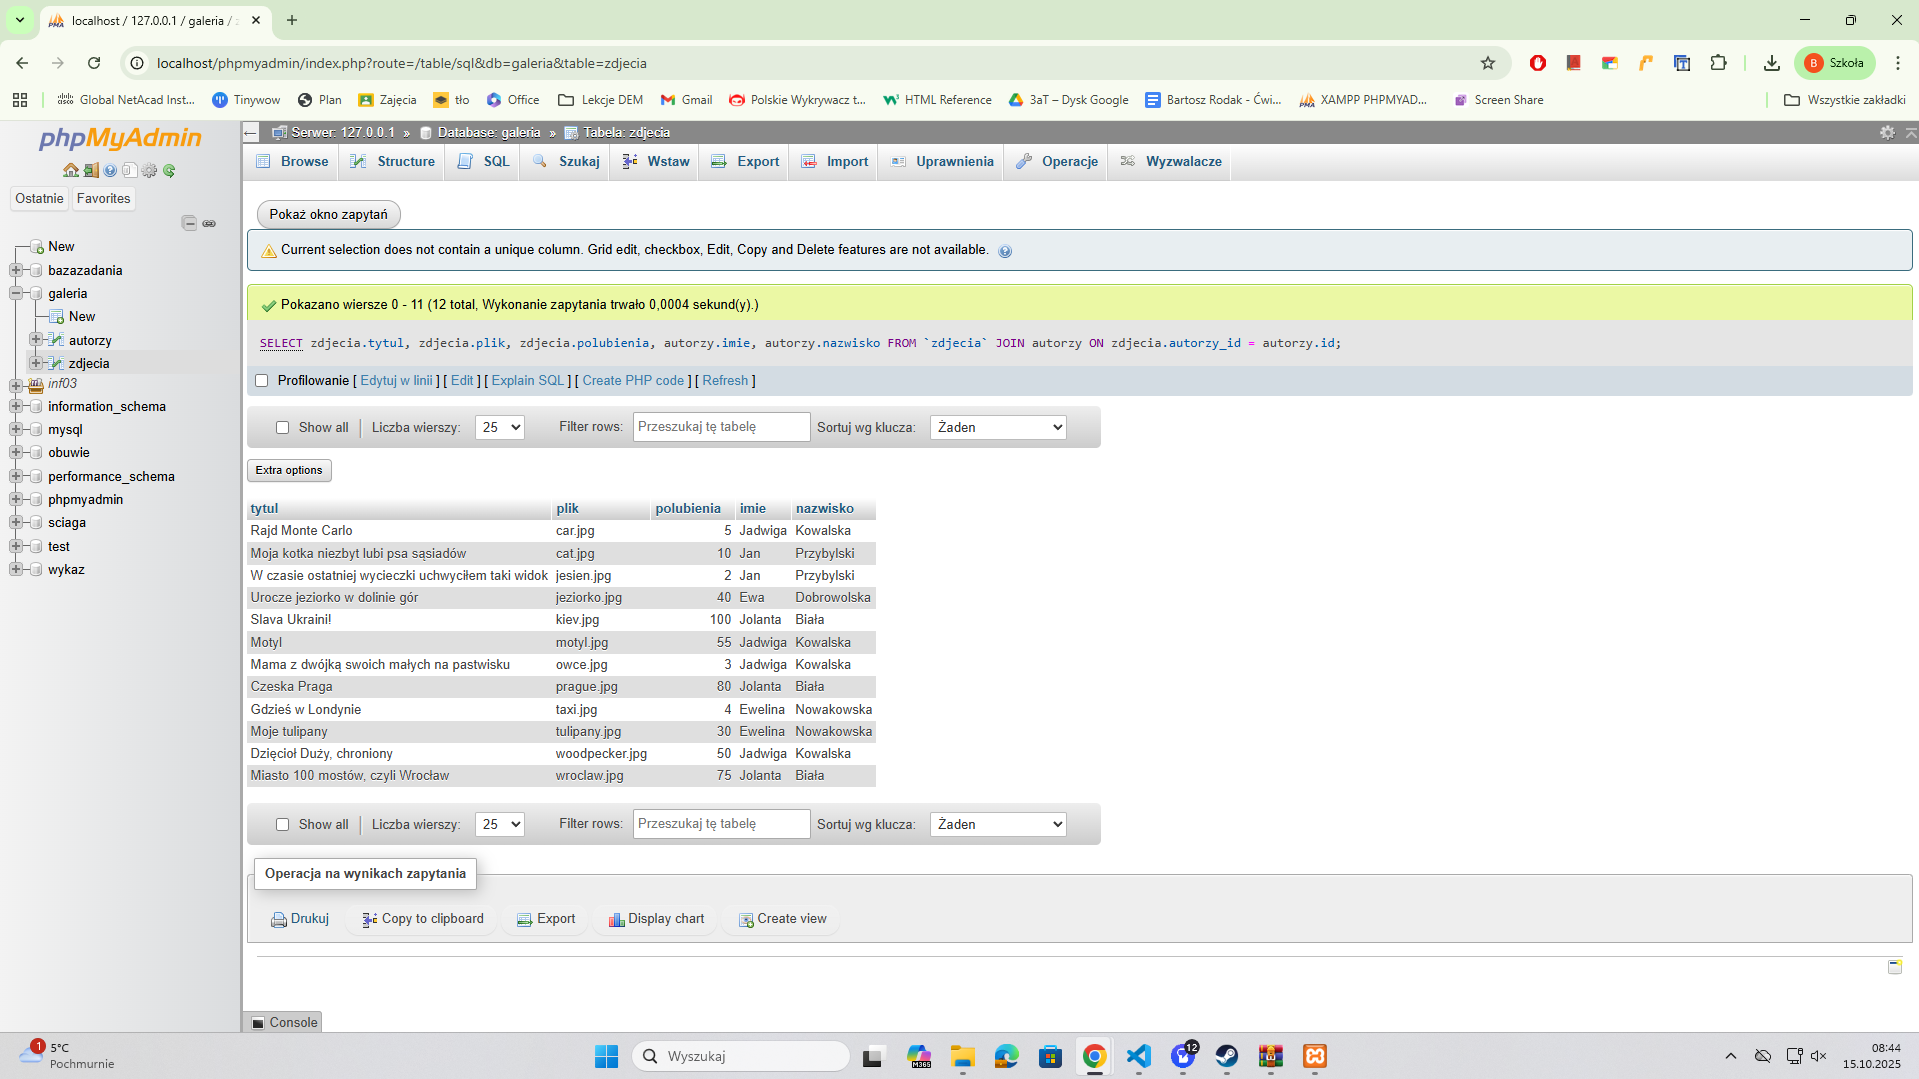 localhost / 127.0.0.1 / galeria /
localhost/phpmyadmin/index.php?route=/table/sql&db=galeria&table=zdjecia
B Szkoła
Global NetAcad Inst... Tinywow Plan Zajęcia tło Office Lekcje DEM Gmail Polskie Wykrywacz t... HTML Reference 3aT – Dysk Google Bartosz Rodak - Ćwi... XAMPP PHPMYAD... Screen Share Wszystkie zakładki
phpMyAdmin
Ostatnie Favorites
New
bazazadania
galeria
New
autorzy
zdjecia
inf03
information_schema
mysql
obuwie
performance_schema
phpmyadmin
sciaga
test
wykaz
Serwer: 127.0.0.1 » Database: galeria » Tabela: zdjecia
Browse Structure SQL Szukaj Wstaw Export Import Uprawnienia Operacje Wyzwalacze
Pokaż okno zapytań
Current selection does not contain a unique column. Grid edit, checkbox, Edit, Copy and Delete features are not available.
Pokazano wiersze 0 - 11 (12 total, Wykonanie zapytania trwało 0,0004 sekund(y).)
SELECT zdjecia.tytul, zdjecia.plik, zdjecia.polubienia, autorzy.imie, autorzy.nazwisko FROM `zdjecia` JOIN autorzy ON zdjecia.autorzy_id = autorzy.id;
Profilowanie [ Edytuj w linii ] [ Edit ] [ Explain SQL ] [ Create PHP code ] [ Refresh ]
Show all Liczba wierszy: 25 Filter rows: Przeszukaj tę tabelę Sortuj wg klucza: Żaden
Extra options
tytul plik polubienia imie nazwisko
Rajd Monte Carlo car.jpg 5 Jadwiga Kowalska
Moja kotka niezbyt lubi psa sąsiadów cat.jpg 10 Jan Przybylski
W czasie ostatniej wycieczki uchwyciłem taki widok jesien.jpg 2 Jan Przybylski
Urocze jeziorko w dolinie gór jeziorko.jpg 40 Ewa Dobrowolska
Slava Ukraini! kiev.jpg 100 Jolanta Biała
Motyl motyl.jpg 55 Jadwiga Kowalska
Mama z dwójką swoich małych na pastwisku owce.jpg 3 Jadwiga Kowalska
Czeska Praga prague.jpg 80 Jolanta Biała
Gdzieś w Londynie taxi.jpg 4 Ewelina Nowakowska
Moje tulipany tulipany.jpg 30 Ewelina Nowakowska
Dzięcioł Duży, chroniony woodpecker.jpg 50 Jadwiga Kowalska
Miasto 100 mostów, czyli Wrocław wroclaw.jpg 75 Jolanta Biała
Show all Liczba wierszy: 25 Filter rows: Przeszukaj tę tabelę Sortuj wg klucza: Żaden
Operacja na wynikach zapytania
Drukuj Copy to clipboard Export Display chart Create view
Console
1 5°C
Pochmurnie
Wyszukaj
M365
12
08:44
15.10.2025